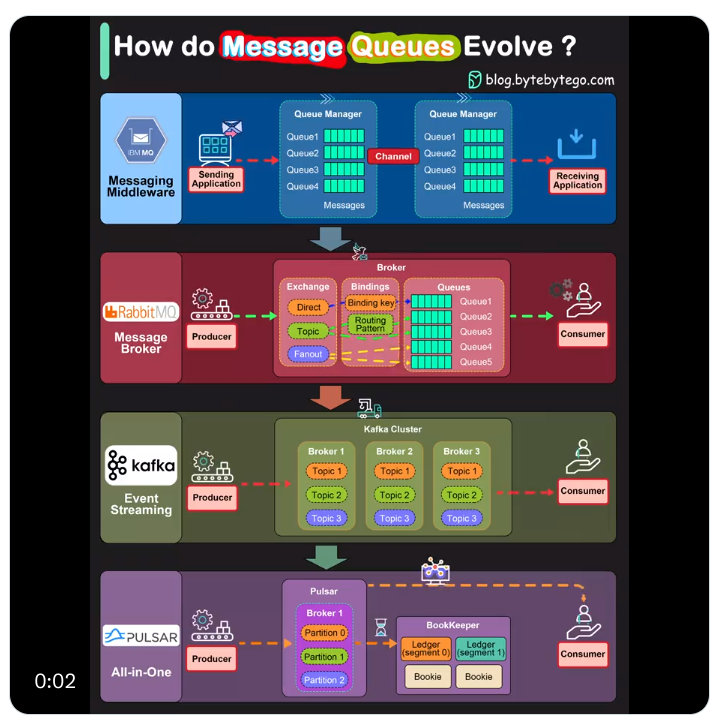 How do Message Queues Evolve ?
blog.bytebytego.com
IBM MQ
Messaging
Middleware
Sending
Application
Queue Manager
Queue1
Queue2
Queue3
Queue4
Messages
Channel
Queue Manager
Queue1
Queue2
Queue3
Queue4
Messages
Receiving
Application
RabbitMQ
Message
Broker
Producer
Broker
Exchange
Direct
Topic
Fanout
Bindings
Binding key
Routing
Pattern
Queues
Queue1
Queue2
Queue3
Queue4
Queue5
Consumer
kafka
Event
Streaming
Producer
Kafka Cluster
Broker 1
Topic 1
Topic 2
Topic 3
Broker 2
Topic 1
Topic 2
Topic 3
Broker 3
Topic 1
Topic 2
Topic 3
Consumer
PULSAR
All-in-One
Producer
Pulsar
Broker 1
Partition 0
Partition 1
Partition 2
BookKeeper
Ledger
(segment 0)
Ledger
(segment 1)
Bookie
Bookie
Consumer
0:02